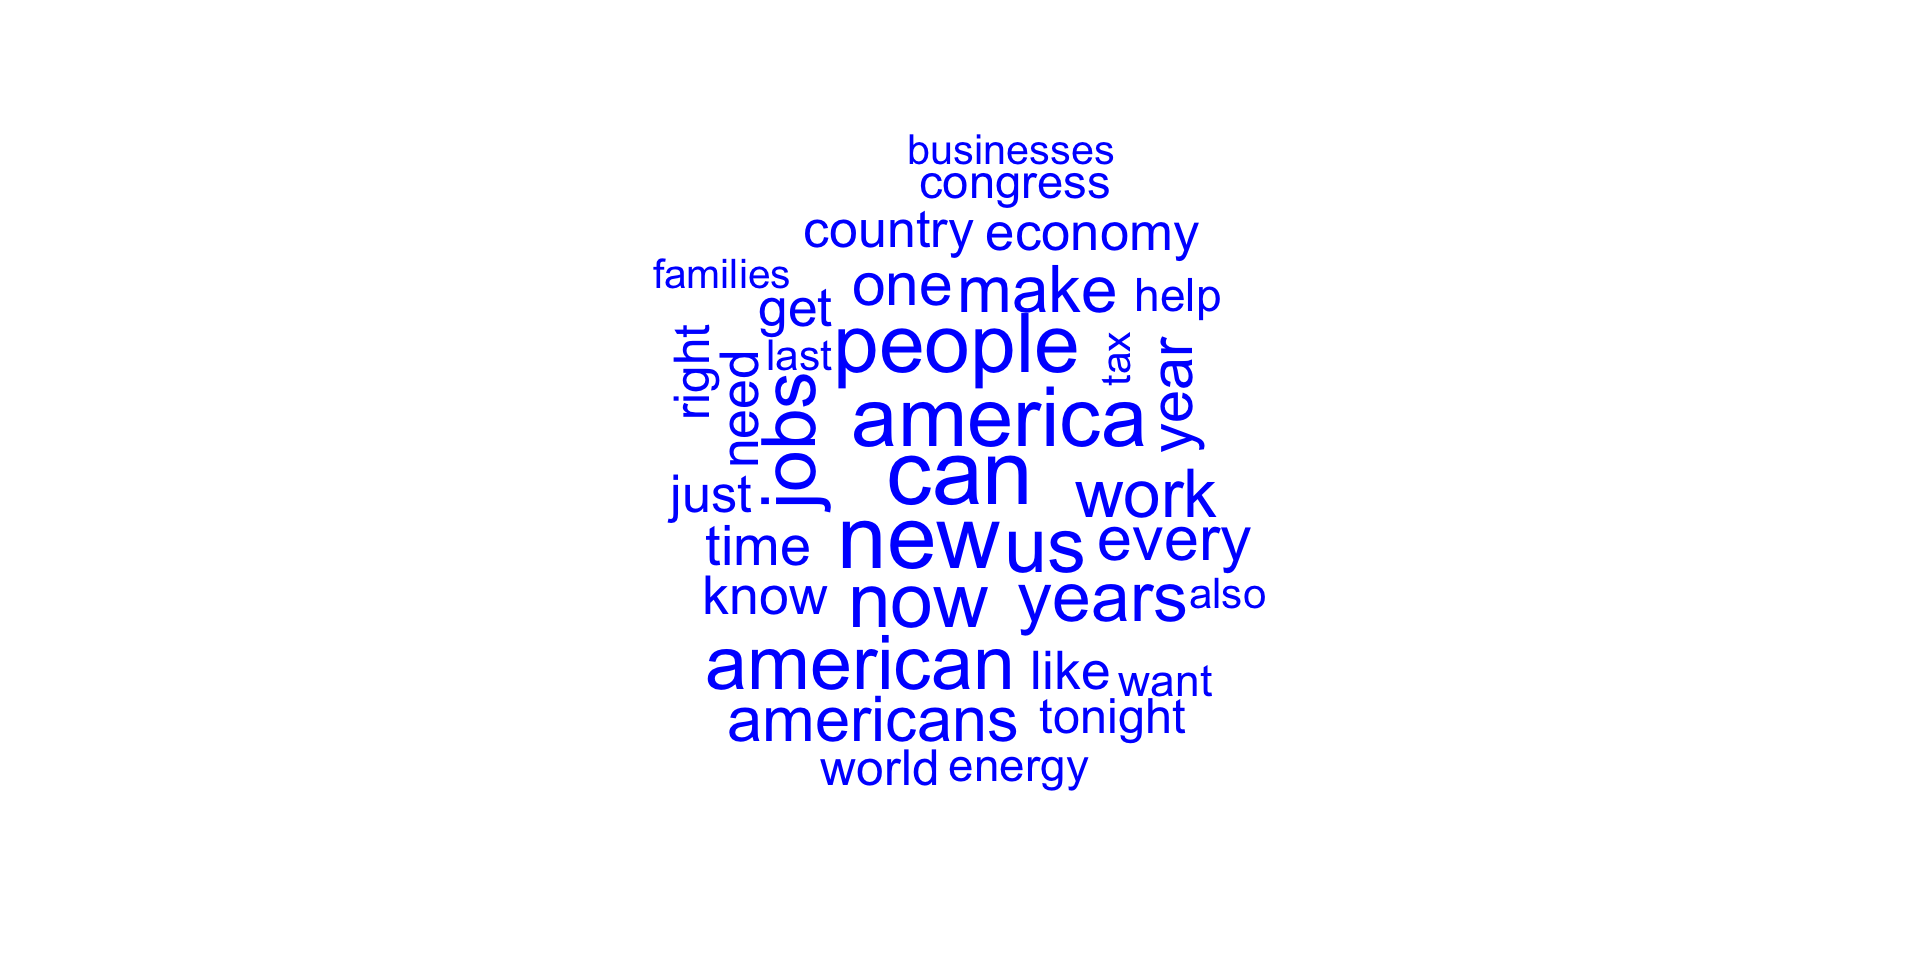 businesses
congress
country economy
families
one make help
get
people
last
tax
year
right
need
jobs
america
can
just
work
time
new us every
know now years also
american like want
americans tonight
world energy